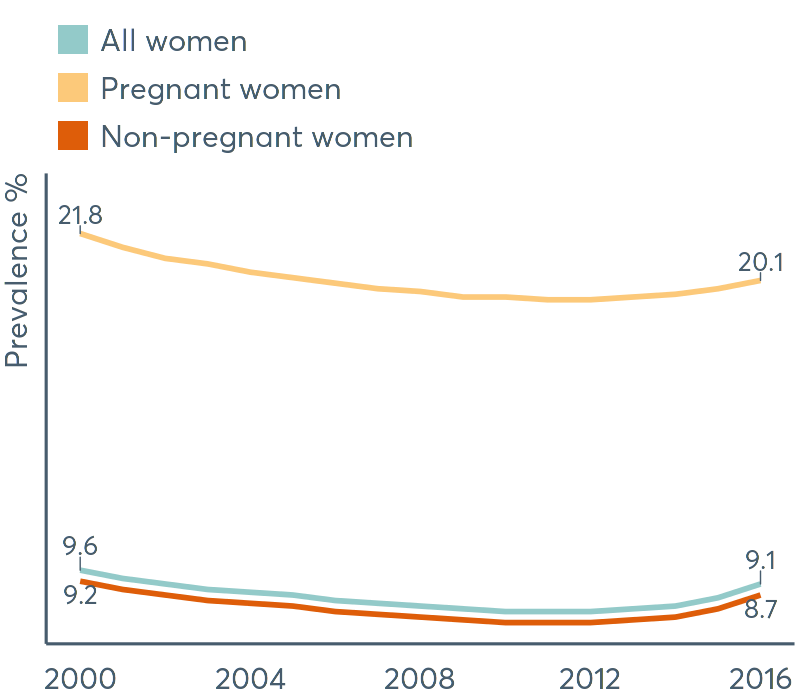 All women
Pregnant women
Non-pregnant women
Prevalence %
21.8
20.1
9.6
9.1
9.2
8.7
2000 2004 2008 2012 2016